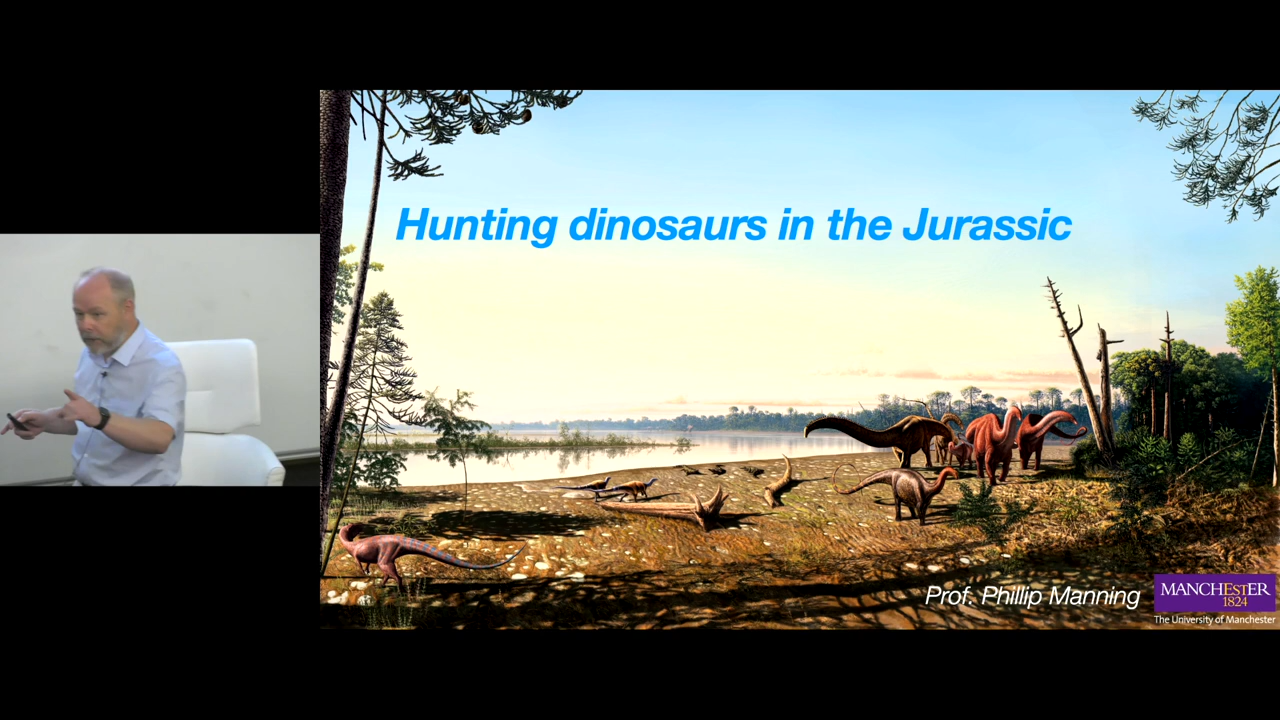 Hunting dinosaurs in the Jurassic
Prof. Phillip Manning
MANCHESTER
1824
The University of Manchester